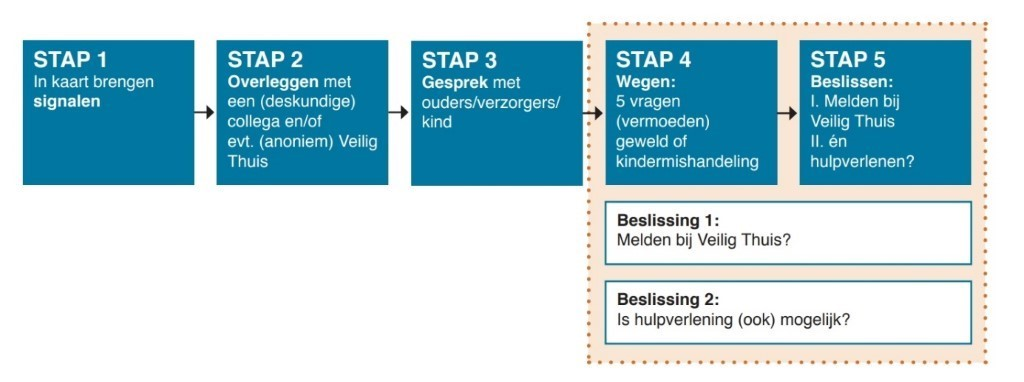 STAP 1
In kaart brengen
signalen
STAP 2
Overleggen met
een (deskundige)
collega en/of
evt. (anoniem) Veilig
Thuis
STAP 3
Gesprek met
ouders/verzorgers/
kind
STAP 4
Wegen:
5 vragen
(vermoeden)
geweld of
kindermishandeling
STAP 5
Beslissen:
I. Melden bij
Veilig Thuis
II. én
hulpverlenen?
Beslissing 1:
Melden bij Veilig Thuis?
Beslissing 2:
Is hulpverlening (ook) mogelijk?